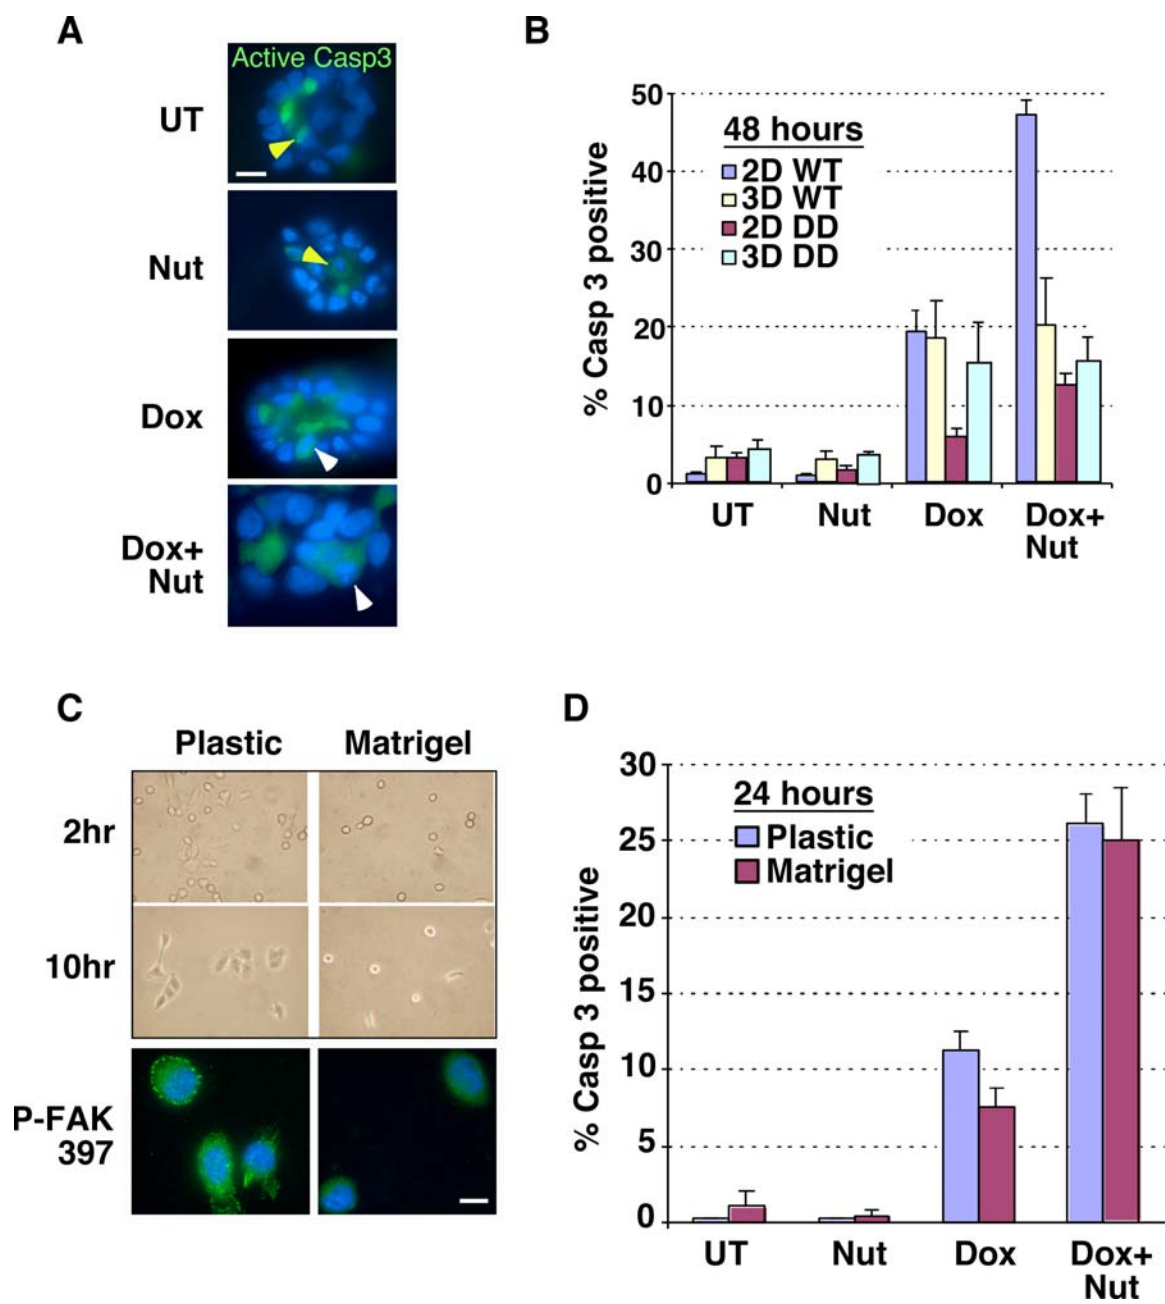 A
Active Casp3
UT
Nut
Dox
Dox+
Nut
B
% Casp 3 positive
50
40
30
20
10
0
48 hours
2D WT
3D WT
2D DD
3D DD
UT
Nut
Dox
Dox+
Nut
C
Plastic
Matrigel
2hr
10hr
P-FAK
397
D
% Casp 3 positive
30
25
20
15
10
5
0
24 hours
Plastic
Matrigel
UT
Nut
Dox
Dox+
Nut